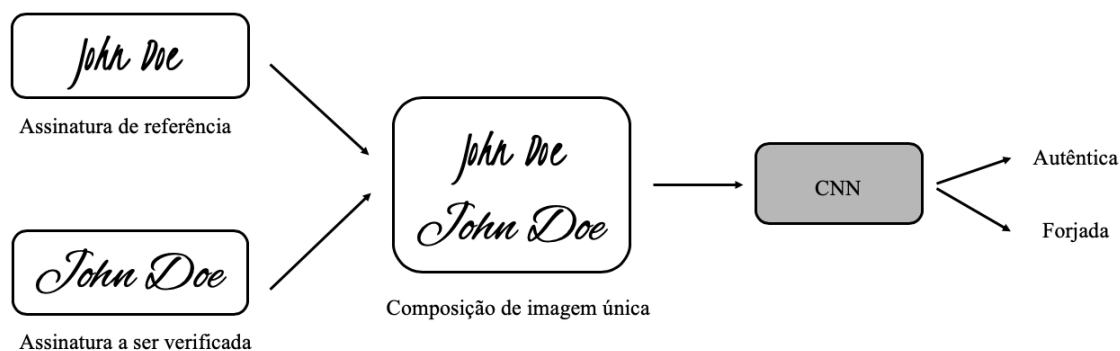 John Doe
Assinatura de referência
John Doe
Assinatura a ser verificada
John Doe
John Doe
Composição de imagem única
CNN
Autêntica
Forjada